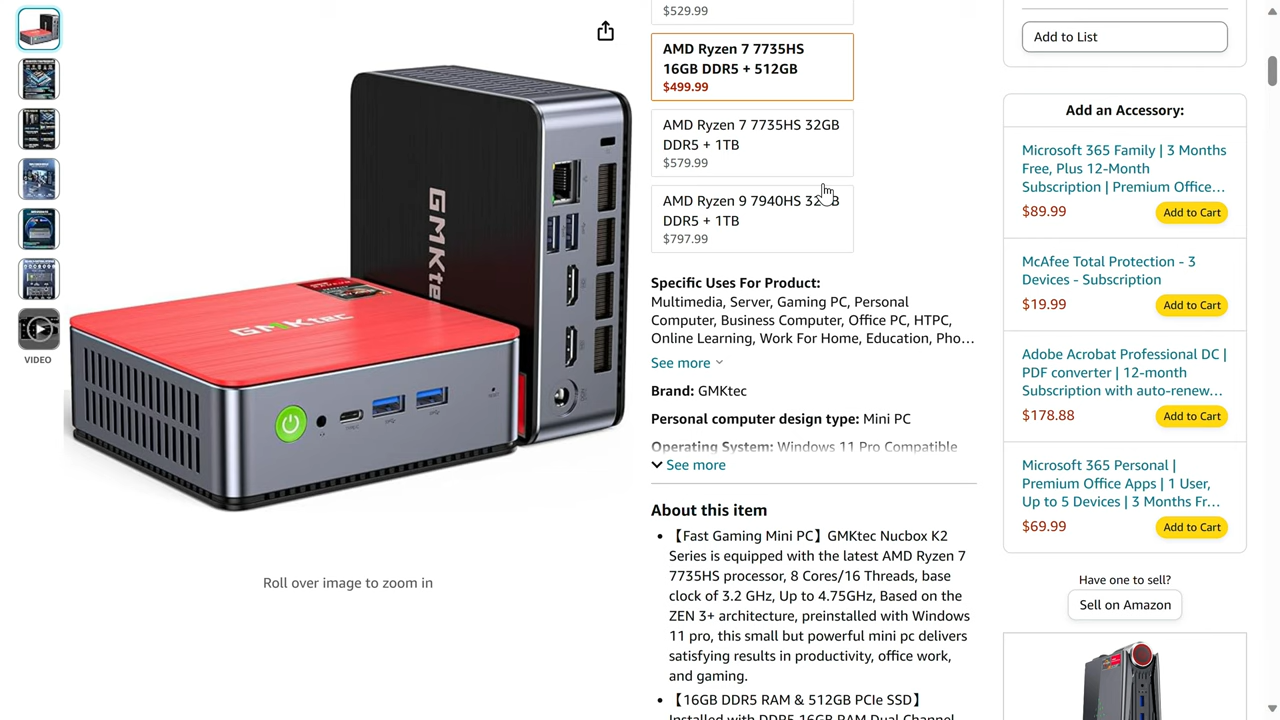 VIDEO
GMKtec
GMKte
Roll over image to zoom in
$529.99
AMD Ryzen 7 7735HS
16GB DDR5 + 512GB
$499.99
AMD Ryzen 7 7735HS 32GB
DDR5 + 1TB
$579.99
AMD Ryzen 9 7940HS 32GB
DDR5 + 1TB
$797.99
Specific Uses For Product:
Multimedia, Server, Gaming PC, Personal
Computer, Business Computer, Office PC, HTPC,
Online Learning, Work For Home, Education, Pho…
See more
Brand: GMKtec
Personal computer design type: Mini PC
Operating System: Windows 11 Pro Compatible
See more
About this item
【Fast Gaming Mini PC】GMKtec Nucbox K2
Series is equipped with the latest AMD Ryzen 7
7735HS processor, 8 Cores/16 Threads, base
clock of 3.2 GHz, Up to 4.75GHz, Based on the
ZEN 3+ architecture, preinstalled with Windows
11 pro, this small but powerful mini pc delivers
satisfying results in productivity, office work,
and gaming.
【16GB DDR5 RAM & 512GB PCIe SSD】
Installed with DDR5 16GB RAM Dual Channel
Add to List
Add an Accessory:
Microsoft 365 Family | 3 Months
Free, Plus 12-Month
Subscription | Premium Office…
$89.99
Add to Cart
McAfee Total Protection - 3
Devices - Subscription
$19.99
Add to Cart
Adobe Acrobat Professional DC |
PDF converter | 12-month
Subscription with auto-renew…
$178.88
Add to Cart
Microsoft 365 Personal |
Premium Office Apps | 1 User,
Up to 5 Devices | 3 Months Fr…
$69.99
Add to Cart
Have one to sell?
Sell on Amazon